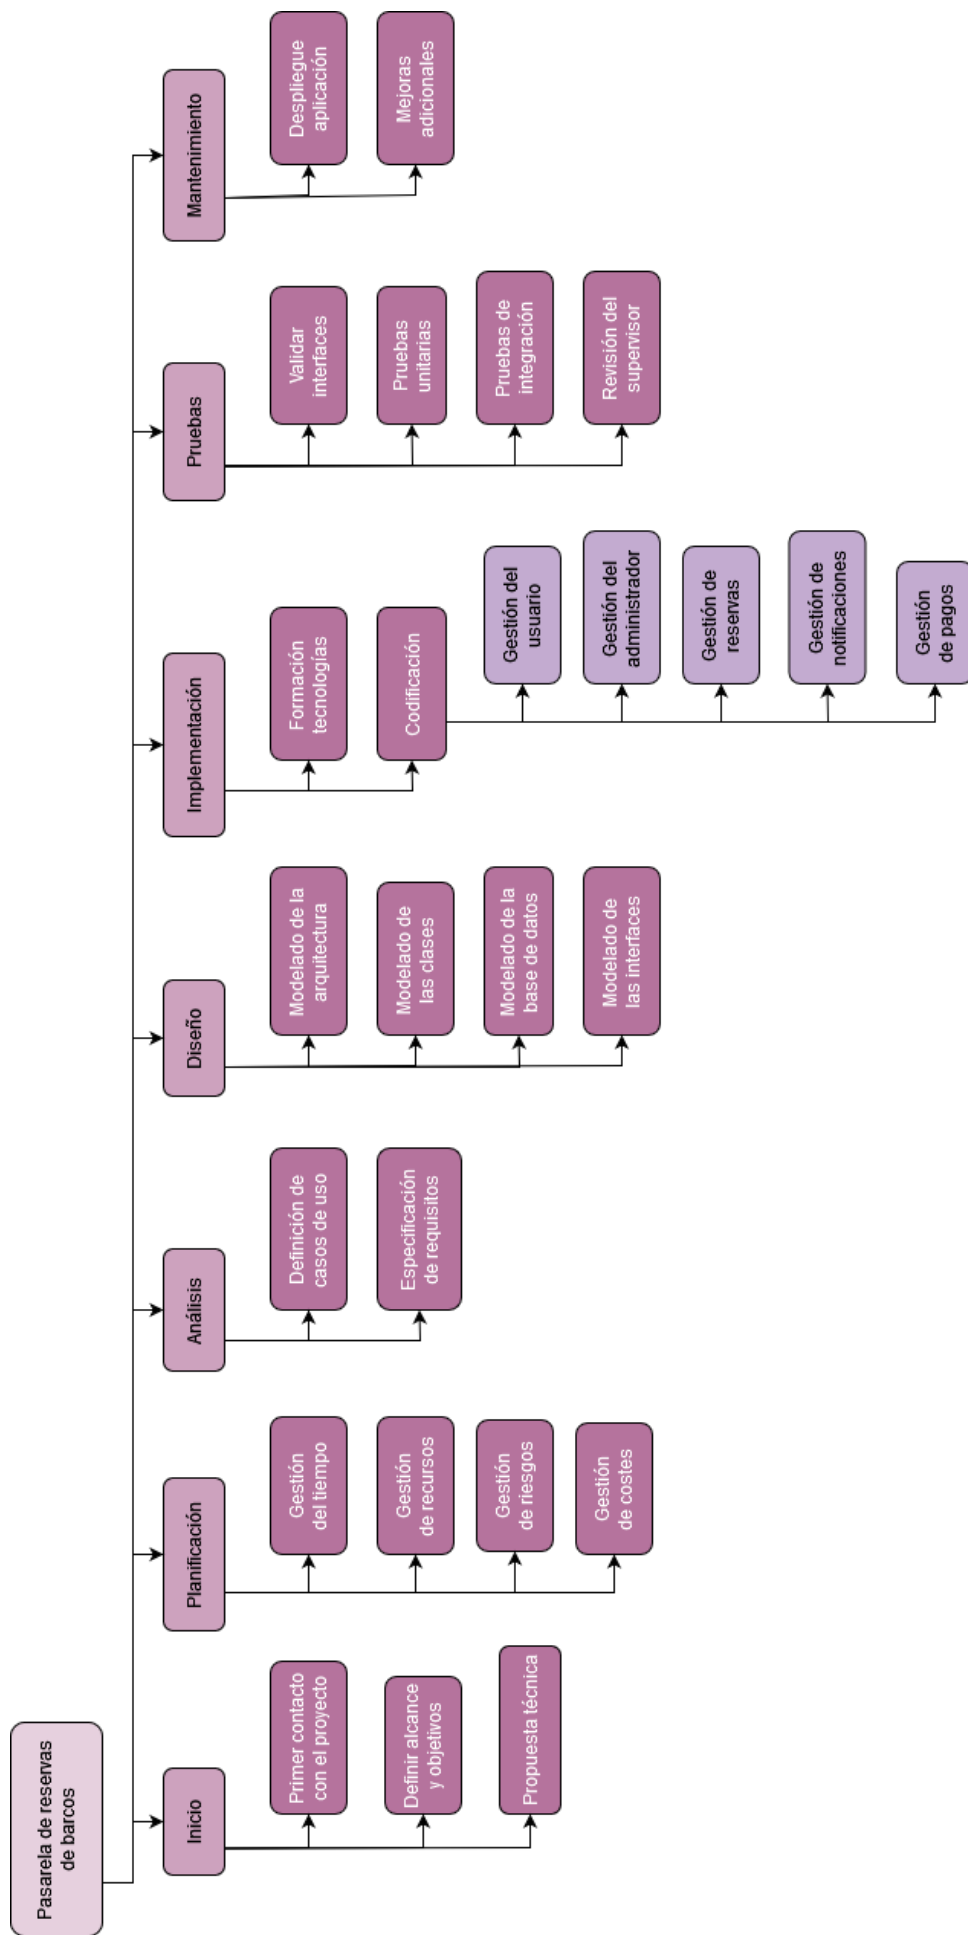 Pasarela de reservas
de barcos
Inicio
Primer contacto
con el proyecto
Definir alcance
y objetivos
Propuesta técnica
Planificación
Gestión
del tiempo
Gestión
de recursos
Gestión
de riesgos
Gestión
de costes
Análisis
Definición de
casos de uso
Especificación
de requisitos
Diseño
Modelado de la
arquitectura
Modelado de
las clases
Modelado de la
base de datos
Modelado de
las interfaces
Implementación
Formación
tecnologías
Codificación
Gestión del
usuario
Gestión del
administrador
Gestión de
reservas
Gestión de
notificaciones
Gestión
de pagos
Pruebas
Validar
interfaces
Pruebas
unitarias
Pruebas de
integración
Revisión del
supervisor
Mantenimiento
Despliegue
aplicación
Mejoras
adicionales